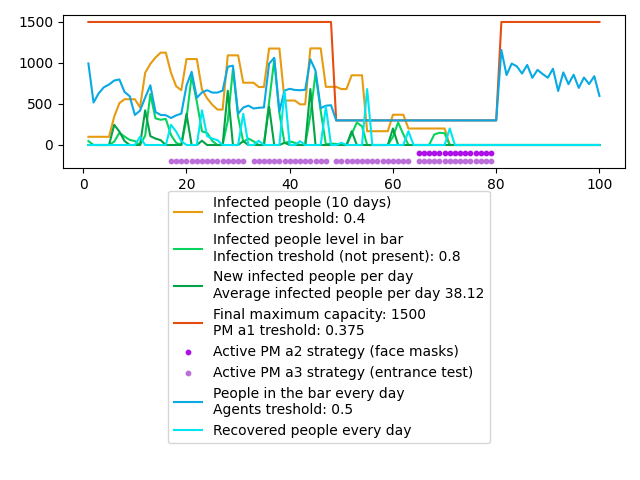 1500
1000
500
0
0
20
40
60
80
100
Infected people (10 days)
Infection treshold: 0.4
Infected people level in bar
Infection treshold (not present): 0.8
New infected people per day
Average infected people per day 38.12
Final maximum capacity: 1500
PM a1 treshold: 0.375
Active PM a2 strategy (face masks)
Active PM a3 strategy (entrance test)
People in the bar every day
Agents treshold: 0.5
Recovered people every day